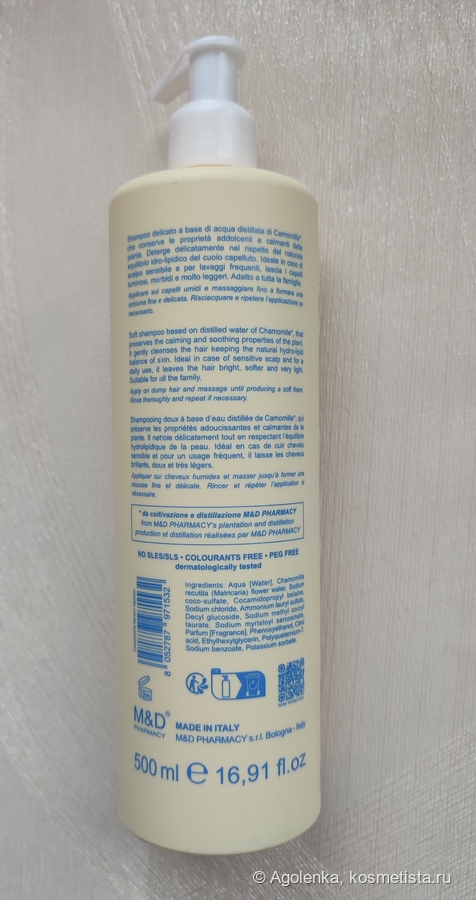 Shampoo delicato a base di acqua distillata di Camomilla*,
che conserva le proprietà addolcenti e calmanti della
pianta. Deterge delicatamente nel rispetto del naturale
equilibrio idro-lipidico del cuoio capelluto. Ideale in caso di
scalpo sensibile e per lavaggi frequenti, lascia i capelli
luminosi, morbidi e molto leggeri. Adatto a tutta la famiglia.
Applicare sui capelli umidi e massaggiare fino a formare una
schiuma fine e delicata. Risciacquare e ripetere l'applicazione se
necessario.
Soft shampoo based on distilled water of Chamomile*, that
preserves the calming and soothing properties of the plant.
It gently cleanses the hair keeping the natural hydro-lipid
balance of skin. Ideal in case of sensitive scalp and for a
daily use, it leaves the hair bright, softer and very light.
Suitable for all the family.
Apply on dump hair and massage until producing a soft foam.
Rinse thoroughly and repeat if necessary.
Shampooing doux à base d'eau distillée de Camomille*, qui
préserve les propriétés adoucissantes et calmantes de la
plante. Il nettoie délicatement tout en respectant l'équilibre
hydrolipidique de la peau. Idéal en cas de cuir chevelu
sensible et pour un usage fréquent, il laisse les cheveux
brillants, doux et très légers.
Appliquer sur cheveux humides et masser jusqu'à former une
mousse fine et délicate. Rincer et répéter l'application si
nécessaire.
* da coltivazione e distillazione M&D PHARMACY
from M&D PHARMACY's plantation and distillation
production et distillation réalisées par M&D PHARMACY
NO SLES/SLS • COLOURANTS FREE • PEG FREE
dermatologically tested
Ingredients: Aqua [Water], Chamomilla
recutita (Matricaria) flower water, Sodium
coco-sulfate, Cocamidopropyl betaine,
Sodium chloride, Ammonium lauryl sulfate,
Decyl glucoside, Sodium methyl cocoyl
taurate, Sodium myristoyl sarcosinate,
Parfum [Fragrance], Phenoxyethanol, Citric
acid, Ethylhexylglycerin, Polyquaternium-7,
Sodium benzoate, Potassium sorbate.
8 052787 971532
M&D®
PHARMACY
MADE IN ITALY
M&D PHARMACY s.r.l. Bologna - Italy
500 ml ℮ 16,91 fl.oz
© Agolenka, kosmetista.ru